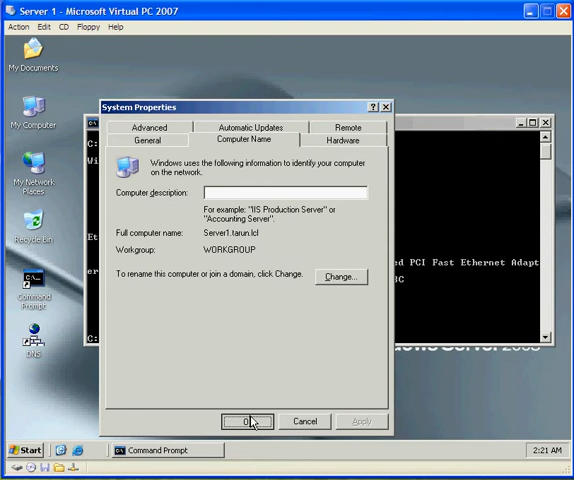 Server 1 - Microsoft Virtual PC 2007
Action Edit CD Floppy Help
My Documents
My Computer
My Network
Places
Recycle Bin
Command
Prompt
DNS
System Properties
Advanced Automatic Updates Remote
General Computer Name Hardware
Windows uses the following information to identify your computer
on the network.
Computer description:
For example: "IIS Production Server" or
"Accounting Server".
Full computer name: Server1.tarun.lcl
Workgroup: WORKGROUP
To rename this computer or join a domain, click Change.
Change...
Cancel Apply
C:
Wi
Et
ed PCI Fast Ethernet Adapt
er
BC
C:
Start Command Prompt 2:21 AM